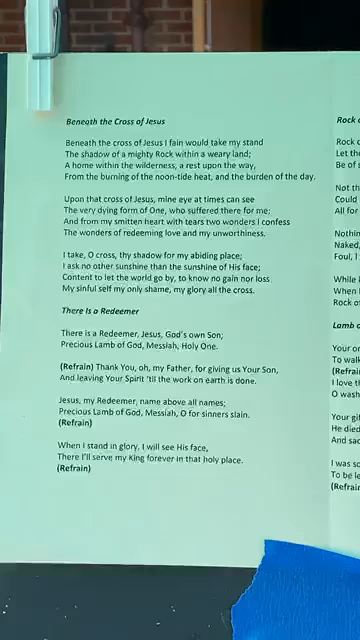 Beneath the Cross of Jesus
Beneath the cross of Jesus I fain would take my stand
The shadow of a mighty Rock within a weary land;
A home within the wilderness, a rest upon the way,
From the burning of the noon-tide heat, and the burden of the day.
Upon that cross of Jesus, mine eye at times can see
The very dying form of One, who suffered there for me;
And from my smitten heart with tears two wonders I confess
The wonders of redeeming love and my unworthiness.
I take, O cross, thy shadow for my abiding place;
I ask no other sunshine than the sunshine of His face;
Content to let the world go by, to know no gain nor loss
My sinful self my only shame, my glory all the cross.
There Is a Redeemer
There is a Redeemer, Jesus, God's own Son;
Precious Lamb of God, Messiah, Holy One.
(Refrain) Thank You, oh, my Father, for giving us Your Son,
And leaving Your Spirit 'til the work on earth is done.
Jesus, my Redeemer, name above all names;
Precious Lamb of God, Messiah, O for sinners slain.
(Refrain)
When I stand in glory, I will see His face,
There I'll serve my King forever in that holy place.
(Refrain)
Rock
Rock
Let
Be of
Not
Could
All for
Naked,
Foul, I
While
When
Rock
Lamb
Your
To
I love
O
Your
He died
And
I was
To be